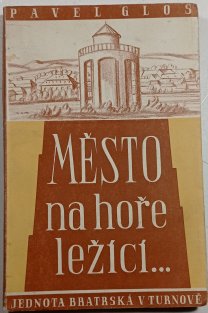 PAVEL GLOS
MĚSTO
na hoře
ležící...
JEDNOTA BRATRSKÁ V TURNOVĚ